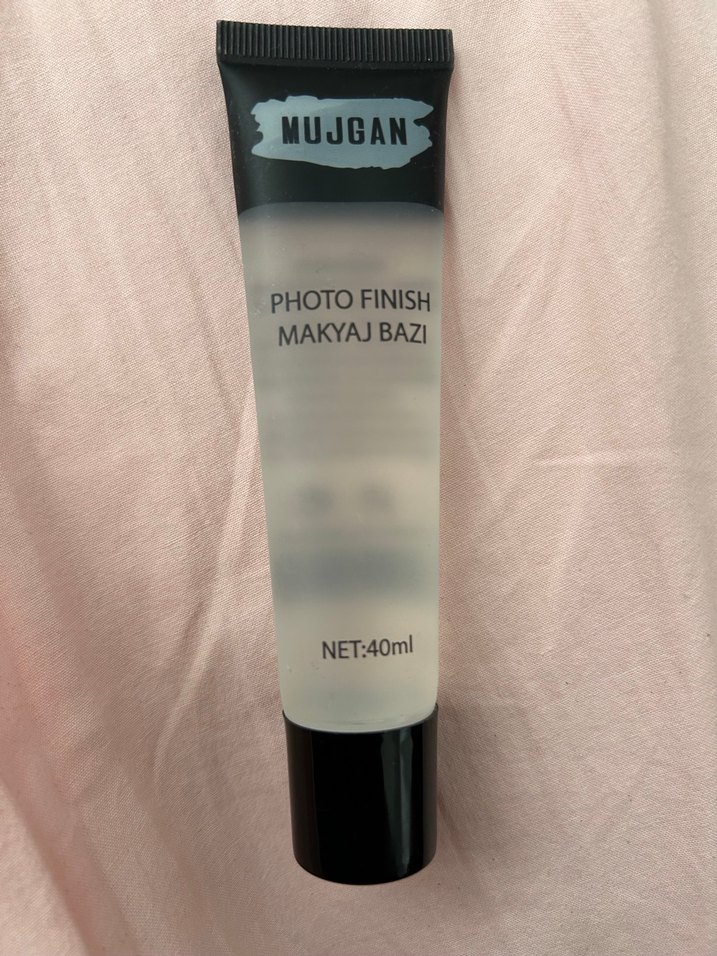 MUJGAN
PHOTO FINISH
MAKYAJ BAZI
NET:40ml